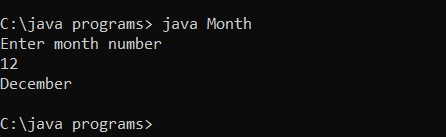 C:\java programs> java Month
Enter month number
12
December
C:\java programs>